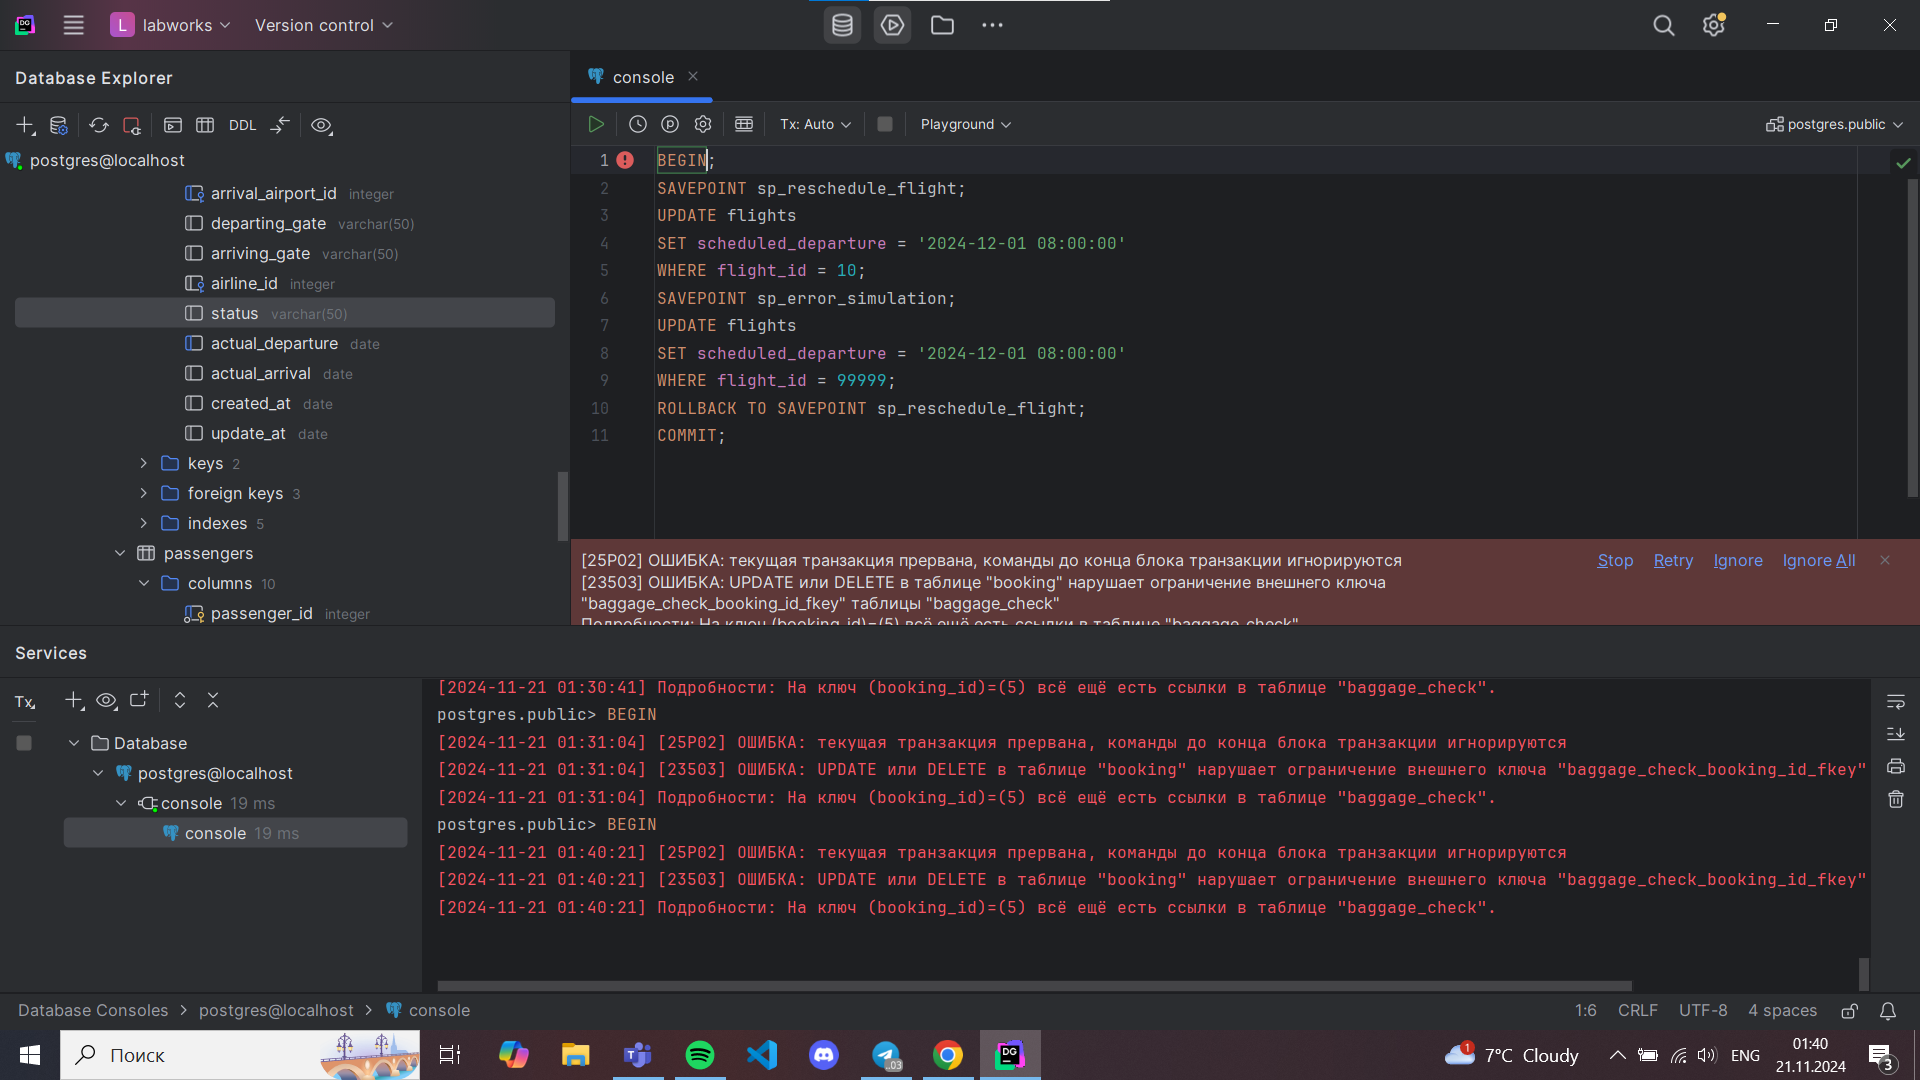 L labworks Version control
Database Explorer
console
DDL
Tx: Auto Playground postgres.public
postgres@localhost
arrival_airport_id integer
departing_gate varchar(50)
arriving_gate varchar(50)
airline_id integer
status varchar(50)
actual_departure date
actual_arrival date
created_at date
update_at date
keys 2
foreign keys 3
indexes 5
passengers
columns 10
passenger_id integer
1 BEGIN;
2 SAVEPOINT sp_reschedule_flight;
3 UPDATE flights
4 SET scheduled_departure = '2024-12-01 08:00:00'
5 WHERE flight_id = 10;
6 SAVEPOINT sp_error_simulation;
7 UPDATE flights
8 SET scheduled_departure = '2024-12-01 08:00:00'
9 WHERE flight_id = 99999;
10 ROLLBACK TO SAVEPOINT sp_reschedule_flight;
11 COMMIT;
[25P02] ОШИБКА: текущая транзакция прервана, команды до конца блока транзакции игнорируются
Stop Retry Ignore Ignore All
[23503] ОШИБКА: UPDATE или DELETE в таблице "booking" нарушает ограничение внешнего ключа
"baggage_check_booking_id_fkey" таблицы "baggage_check"
Подробности: На ключ (booking_id)=(5) всё ещё есть ссылки в таблице "baggage_check".
Services
Tx
Database
postgres@localhost
console 19 ms
console 19 ms
[2024-11-21 01:30:41] Подробности: На ключ (booking_id)=(5) всё ещё есть ссылки в таблице "baggage_check".
postgres.public> BEGIN
[2024-11-21 01:31:04] [25P02] ОШИБКА: текущая транзакция прервана, команды до конца блока транзакции игнорируются
[2024-11-21 01:31:04] [23503] ОШИБКА: UPDATE или DELETE в таблице "booking" нарушает ограничение внешнего ключа "baggage_check_booking_id_fkey"
[2024-11-21 01:31:04] Подробности: На ключ (booking_id)=(5) всё ещё есть ссылки в таблице "baggage_check".
postgres.public> BEGIN
[2024-11-21 01:40:21] [25P02] ОШИБКА: текущая транзакция прервана, команды до конца блока транзакции игнорируются
[2024-11-21 01:40:21] [23503] ОШИБКА: UPDATE или DELETE в таблице "booking" нарушает ограничение внешнего ключа "baggage_check_booking_id_fkey"
[2024-11-21 01:40:21] Подробности: На ключ (booking_id)=(5) всё ещё есть ссылки в таблице "baggage_check".
Database Consoles > postgres@localhost > console
1:6 CRLF UTF-8 4 spaces
Поиск
DG
1
7°C Cloudy
ENG
01:40
21.11.2024
3